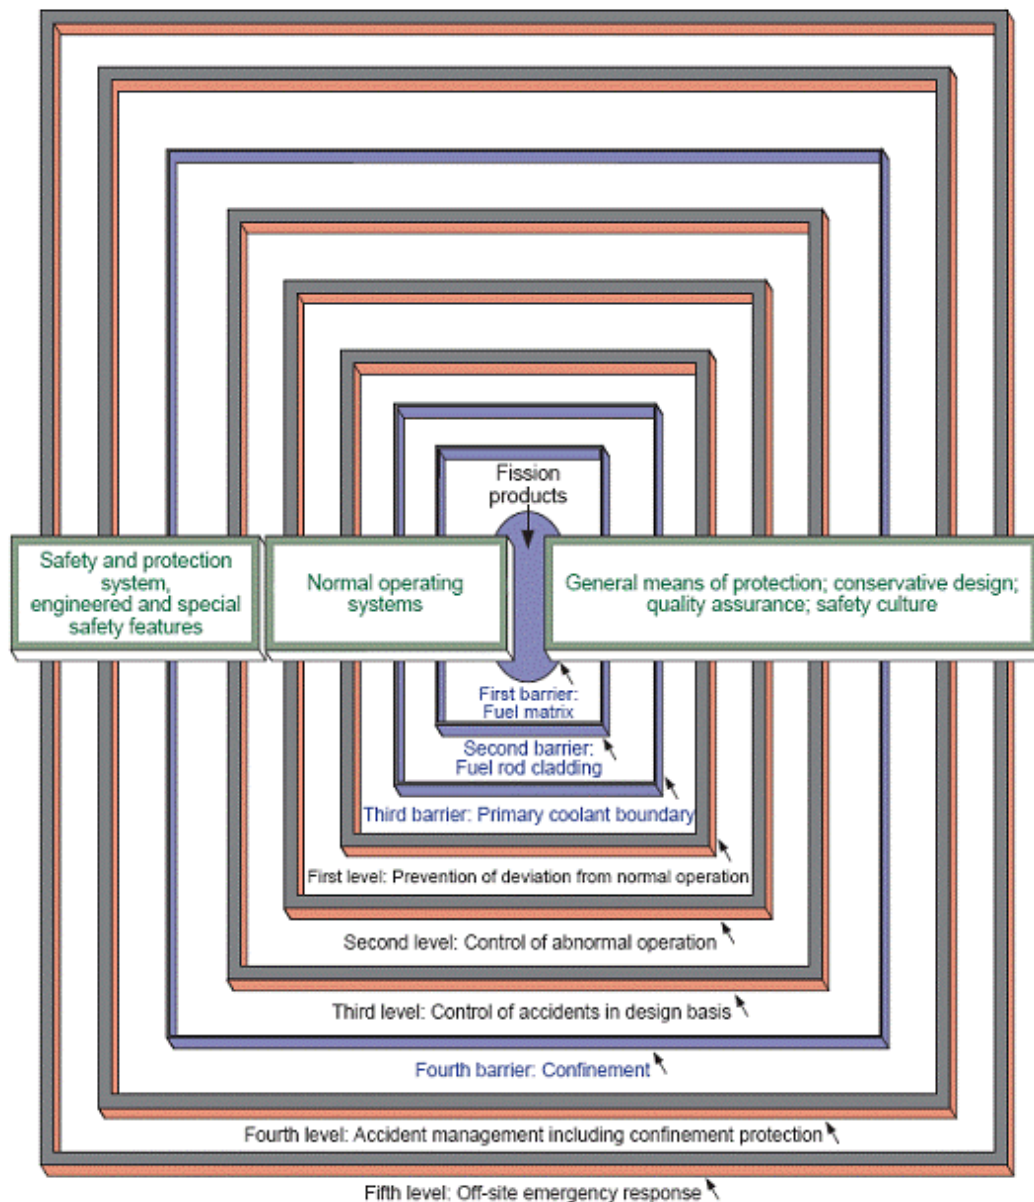 Fission
products
Safety and protection
system,
engineered and special
safety features
Normal operating
systems
General means of protection; conservative design;
quality assurance; safety culture
First barrier:
Fuel matrix
Second barrier:
Fuel rod cladding
Third barrier: Primary coolant boundary
First level: Prevention of deviation from normal operation
Second level: Control of abnormal operation
Third level: Control of accidents in design basis
Fourth barrier: Confinement
Fourth level: Accident management including confinement protection
Fifth level: Off-site emergency response